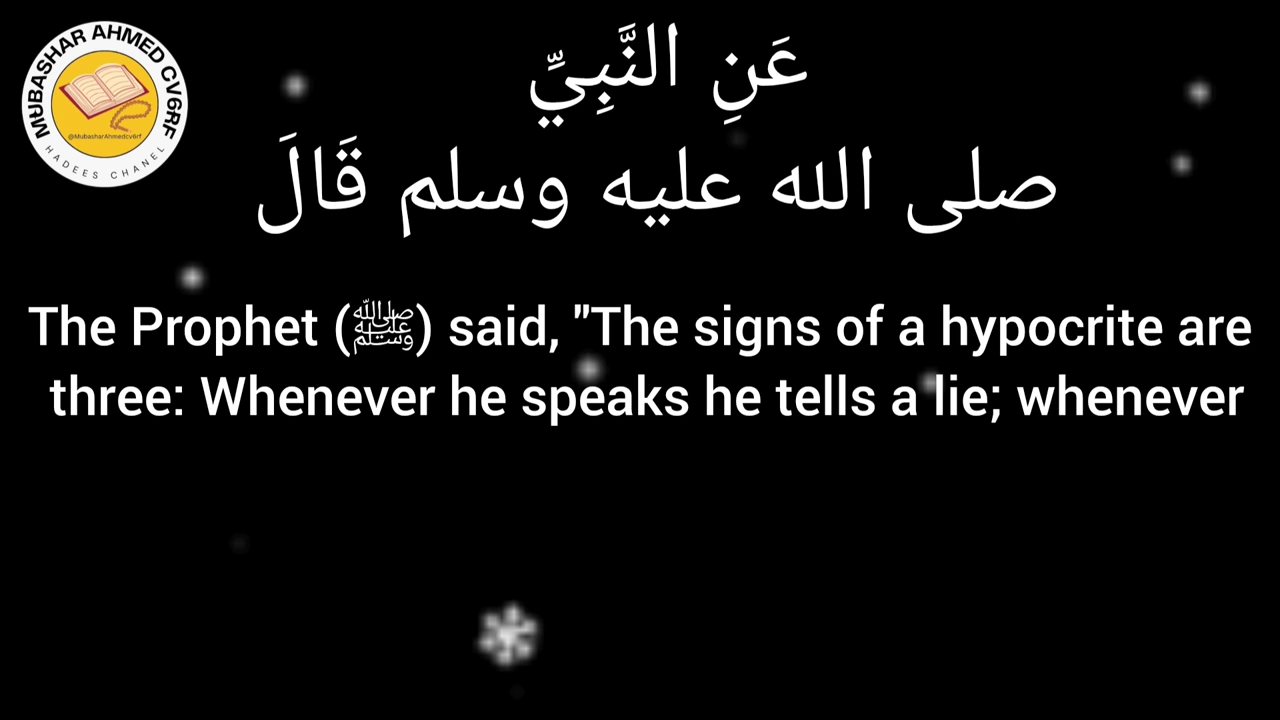 MUBASHAR AHMED CV6RF
@MubasharAhmedcv6rf
HADEES CHANEL
عَنِ النَّبِيِّ
صلى الله عليه وسلم قَالَ
The Prophet (ﷺ) said, "The signs of a hypocrite are
three: Whenever he speaks he tells a lie; whenever